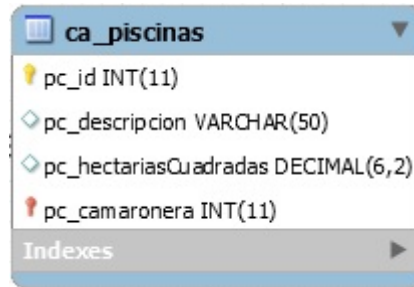 ca_piscinas
pc_id INT(11)
pc_descripcion VARCHAR(50)
pc_hectariasCuadradas DECIMAL(6,2)
pc_camaronera INT(11)
Indexes